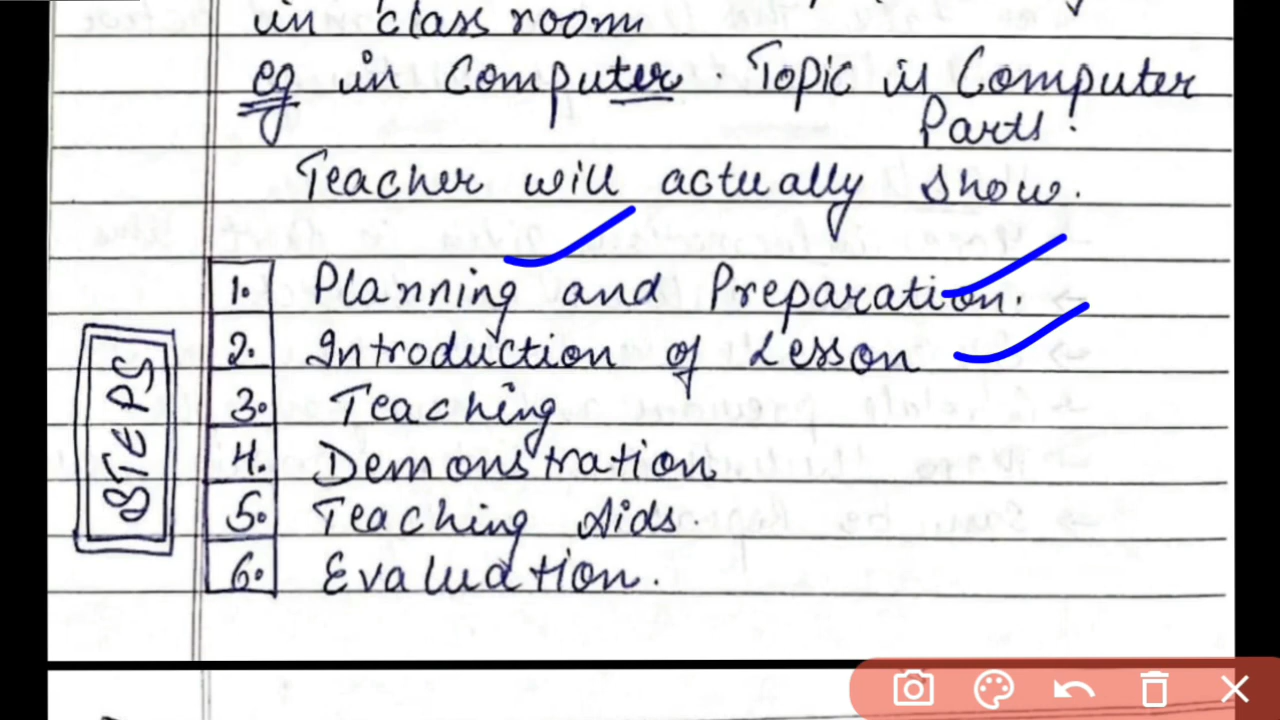 in class room
eg in Computer. Topic is Computer
Parts.
Teacher will actually show.
STEPS
1. Planning and Preparation.
2. Introduction of Lesson
3. Teaching
4. Demonstration
5. Teaching Aids.
6. Evaluation.